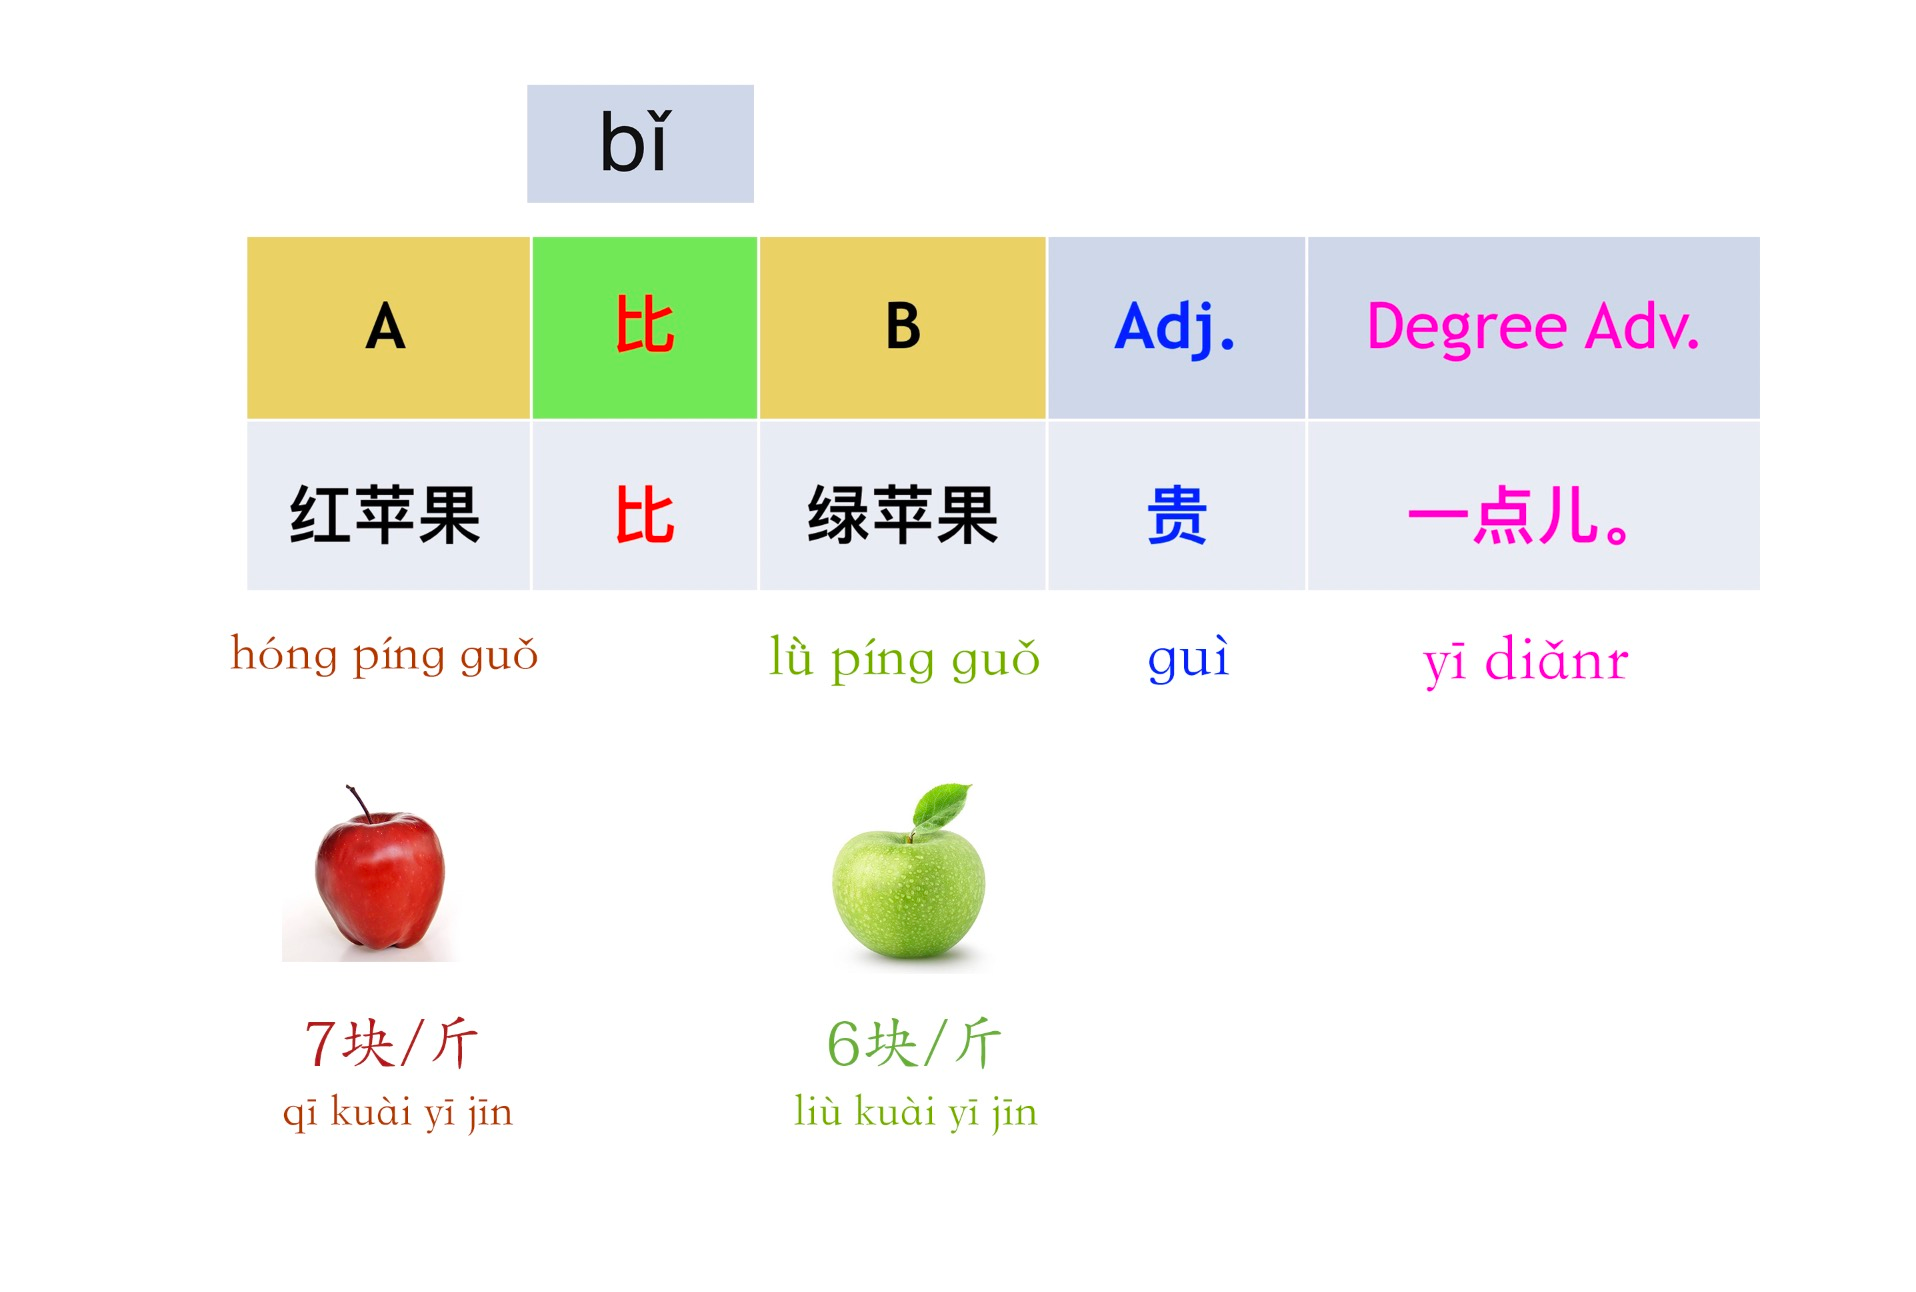 bǐ
A 比 B Adj. Degree Adv.
红苹果 比 绿苹果 贵 一点儿。
hóng píng guǒ lǜ píng guǒ guì yī diǎnr
7块/斤 6块/斤
qī kuài yī jīn liù kuài yī jīn